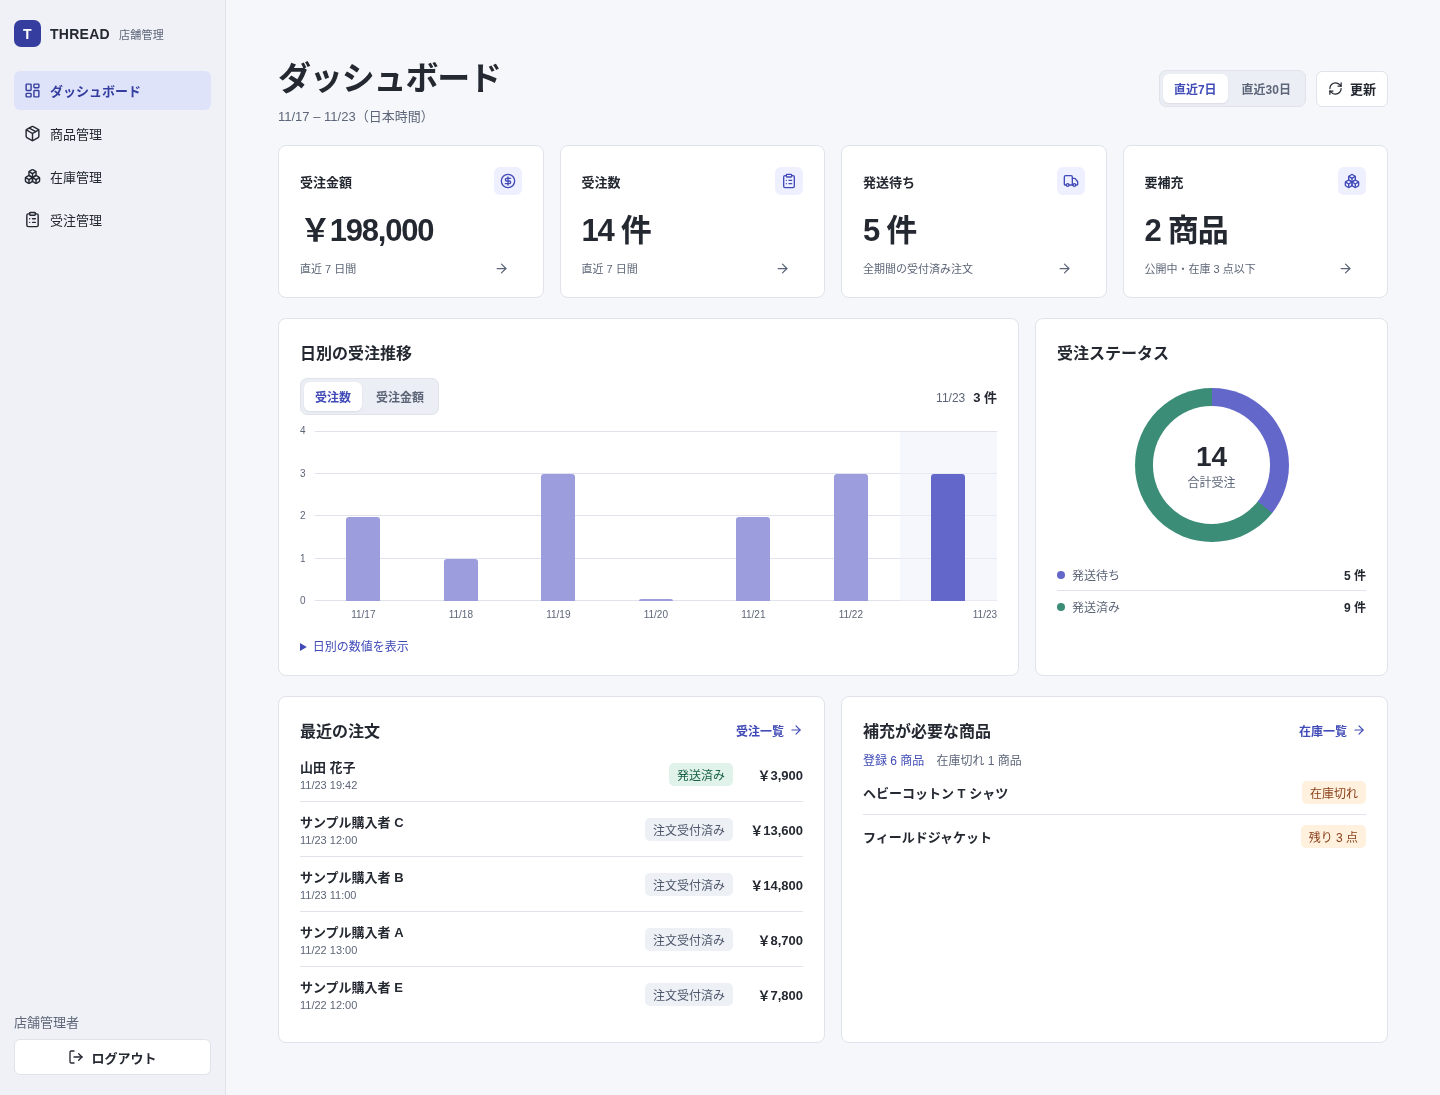 T THREAD 店舗管理
ダッシュボード
商品管理
在庫管理
受注管理
店舗管理者
ログアウト
ダッシュボード
11/17 – 11/23（日本時間）
直近7日 直近30日 更新
受注金額
￥198,000
直近 7 日間
受注数
14 件
直近 7 日間
発送待ち
5 件
全期間の受付済み注文
要補充
2 商品
公開中・在庫 3 点以下
日別の受注推移
受注数 受注金額
11/23 3 件
4
3
2
1
0
11/17 11/18 11/19 11/20 11/21 11/22 11/23
日別の数値を表示
受注ステータス
14
合計受注
発送待ち 5 件
発送済み 9 件
最近の注文 受注一覧
山田 花子 発送済み ￥3,900
11/23 19:42
サンプル購入者 C 注文受付済み ￥13,600
11/23 12:00
サンプル購入者 B 注文受付済み ￥14,800
11/23 11:00
サンプル購入者 A 注文受付済み ￥8,700
11/22 13:00
サンプル購入者 E 注文受付済み ￥7,800
11/22 12:00
補充が必要な商品 在庫一覧
登録 6 商品 在庫切れ 1 商品
ヘビーコットン T シャツ 在庫切れ
フィールドジャケット 残り 3 点